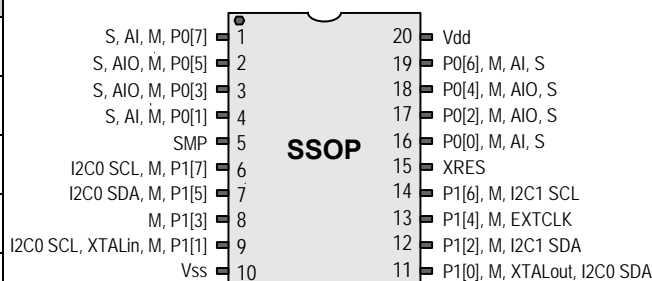 S, AI, M, P0[7] 1 20 Vdd
S, AIO, M, P0[5] 2 19 P0[6], M, AI, S
S, AIO, M, P0[3] 3 18 P0[4], M, AIO, S
S, AI, M, P0[1] 4 17 P0[2], M, AIO, S
SMP 5 SSOP 16 P0[0], M, AI, S
I2C0 SCL, M, P1[7] 6 15 XRES
I2C0 SDA, M, P1[5] 7 14 P1[6], M, I2C1 SCL
M, P1[3] 8 13 P1[4], M, EXTCLK
I2C0 SCL, XTALin, M, P1[1] 9 12 P1[2], M, I2C1 SDA
Vss 10 11 P1[0], M, XTALout, I2C0 SDA